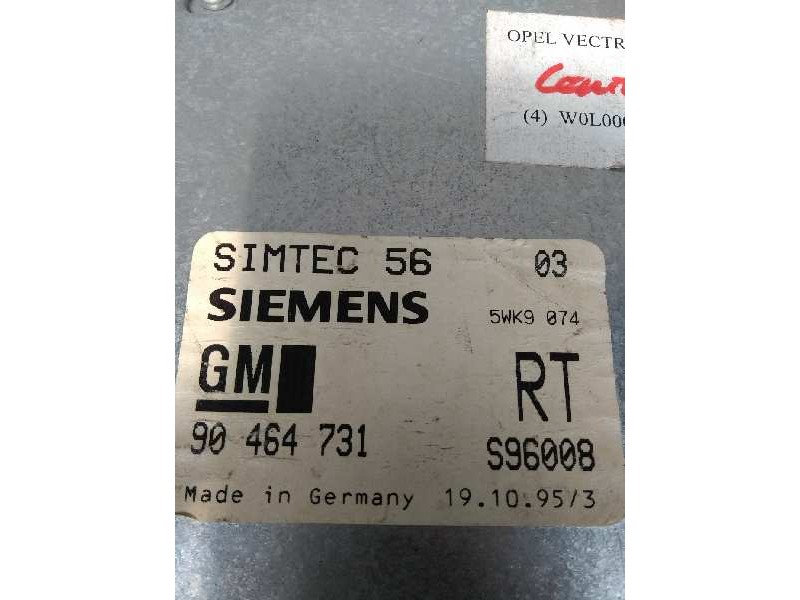 OPEL VECTR
(4) W0L00
SIMTEC 56 03
SIEMENS 5WK9 074
GM RT
90 464 731 S96008
Made in Germany 19.10.95/3